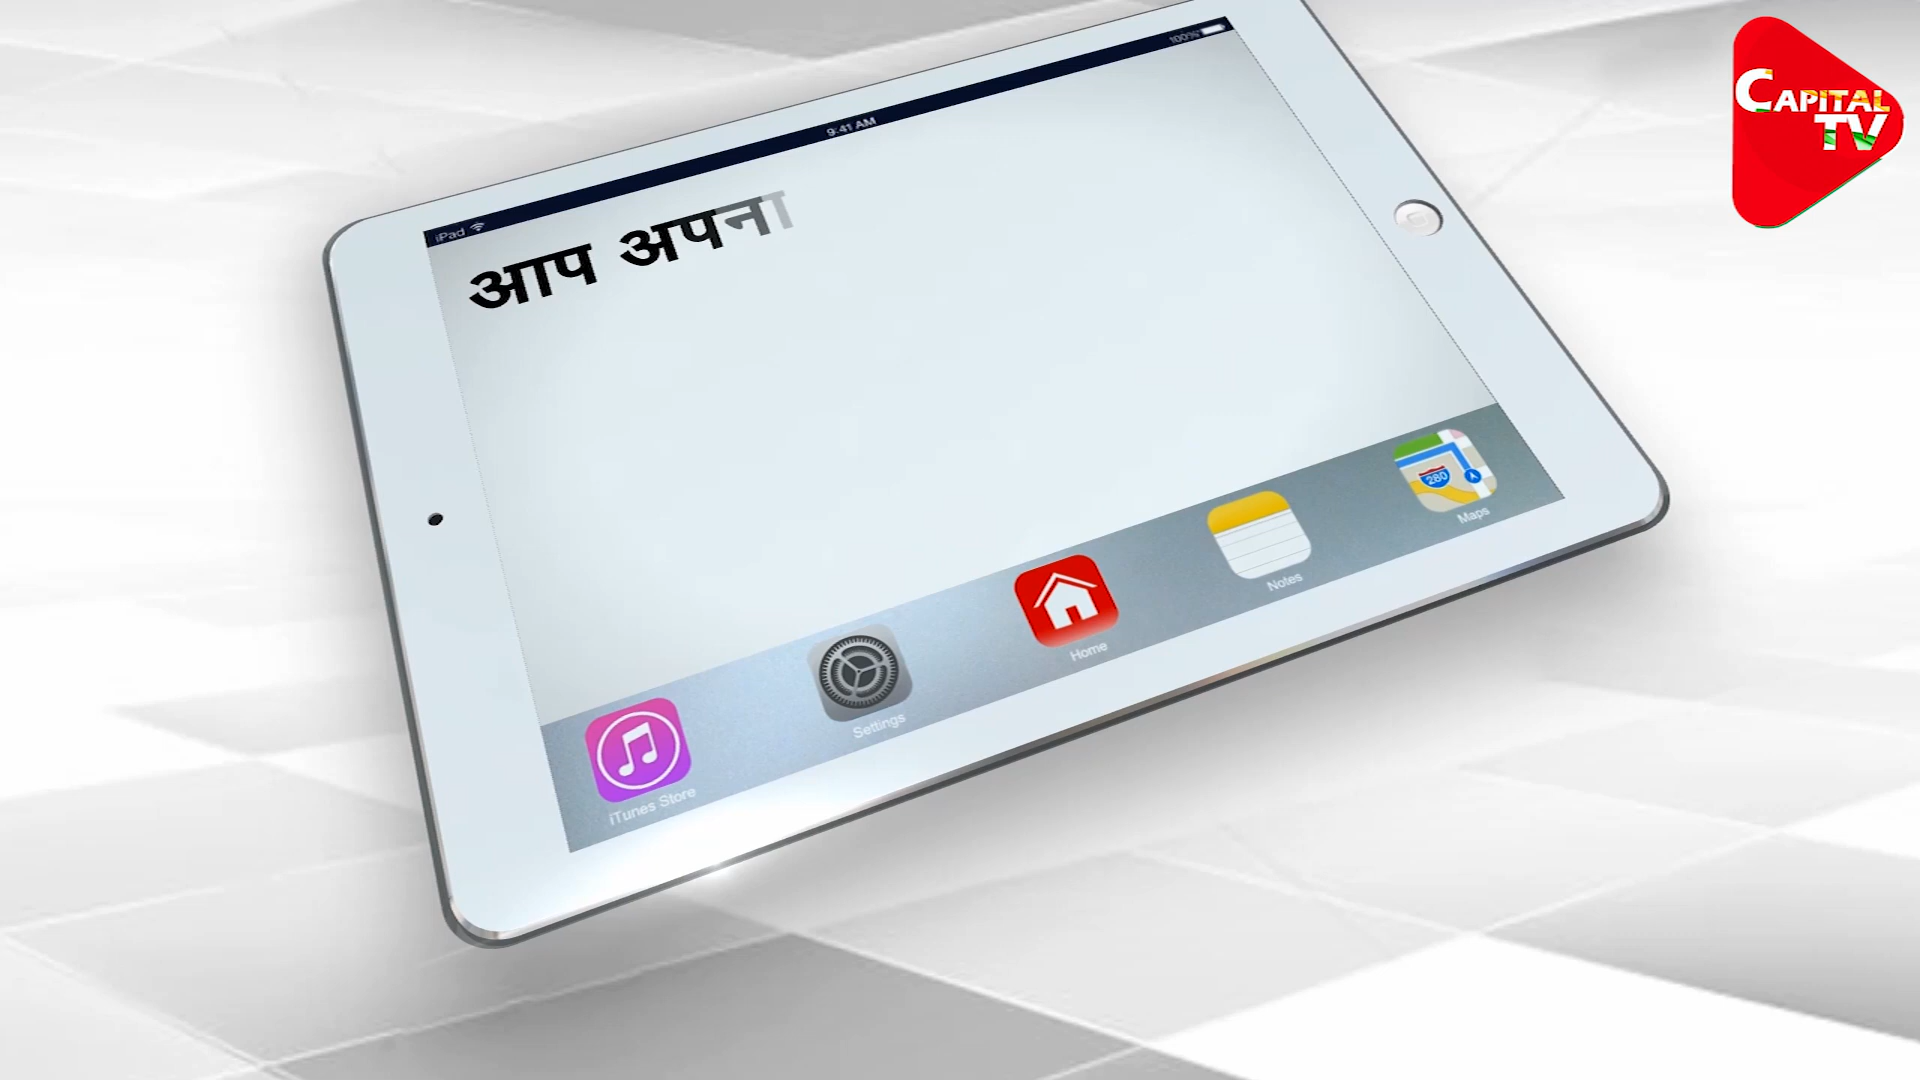 CAPITAL
TV
iPad
9:41 AM
100%
आप अपना
280
Maps
Notes
Home
Settings
iTunes Store